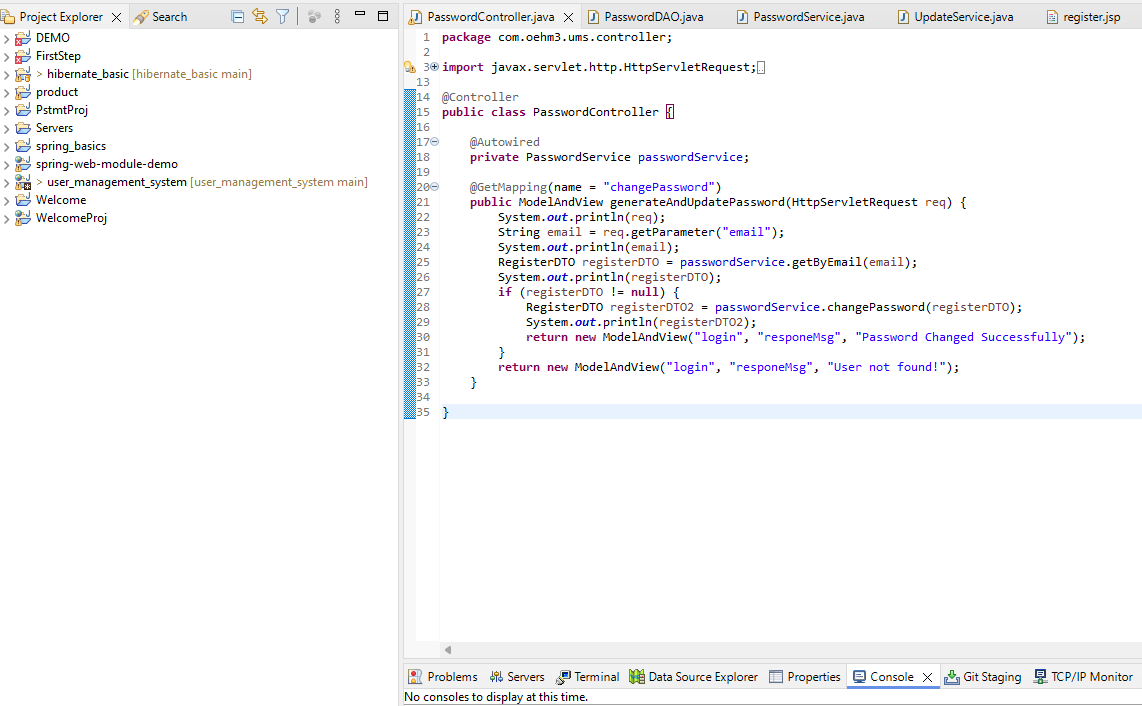 Project Explorer
Search
DEMO
FirstStep
> hibernate_basic [hibernate_basic main]
product
PstmtProj
Servers
spring_basics
spring-web-module-demo
> user_management_system [user_management_system main]
Welcome
WelcomeProj
PasswordController.java
PasswordDAO.java
PasswordService.java
UpdateService.java
register.jsp
1 package com.oehm3.ums.controller;
2
3 import javax.servlet.http.HttpServletRequest;
13
14 @Controller
15 public class PasswordController {
16
17 @Autowired
18 private PasswordService passwordService;
19
20 @GetMapping(name = "changePassword")
21 public ModelAndView generateAndUpdatePassword(HttpServletRequest req) {
22 System.out.println(req);
23 String email = req.getParameter("email");
24 System.out.println(email);
25 RegisterDTO registerDTO = passwordService.getByEmail(email);
26 System.out.println(registerDTO);
27 if (registerDTO != null) {
28 RegisterDTO registerDTO2 = passwordService.changePassword(registerDTO);
29 System.out.println(registerDTO2);
30 return new ModelAndView("login", "responeMsg", "Password Changed Successfully");
31 }
32 return new ModelAndView("login", "responeMsg", "User not found!");
33 }
34
35 }
Problems
Servers
Terminal
Data Source Explorer
Properties
Console
Git Staging
TCP/IP Monitor
No consoles to display at this time.